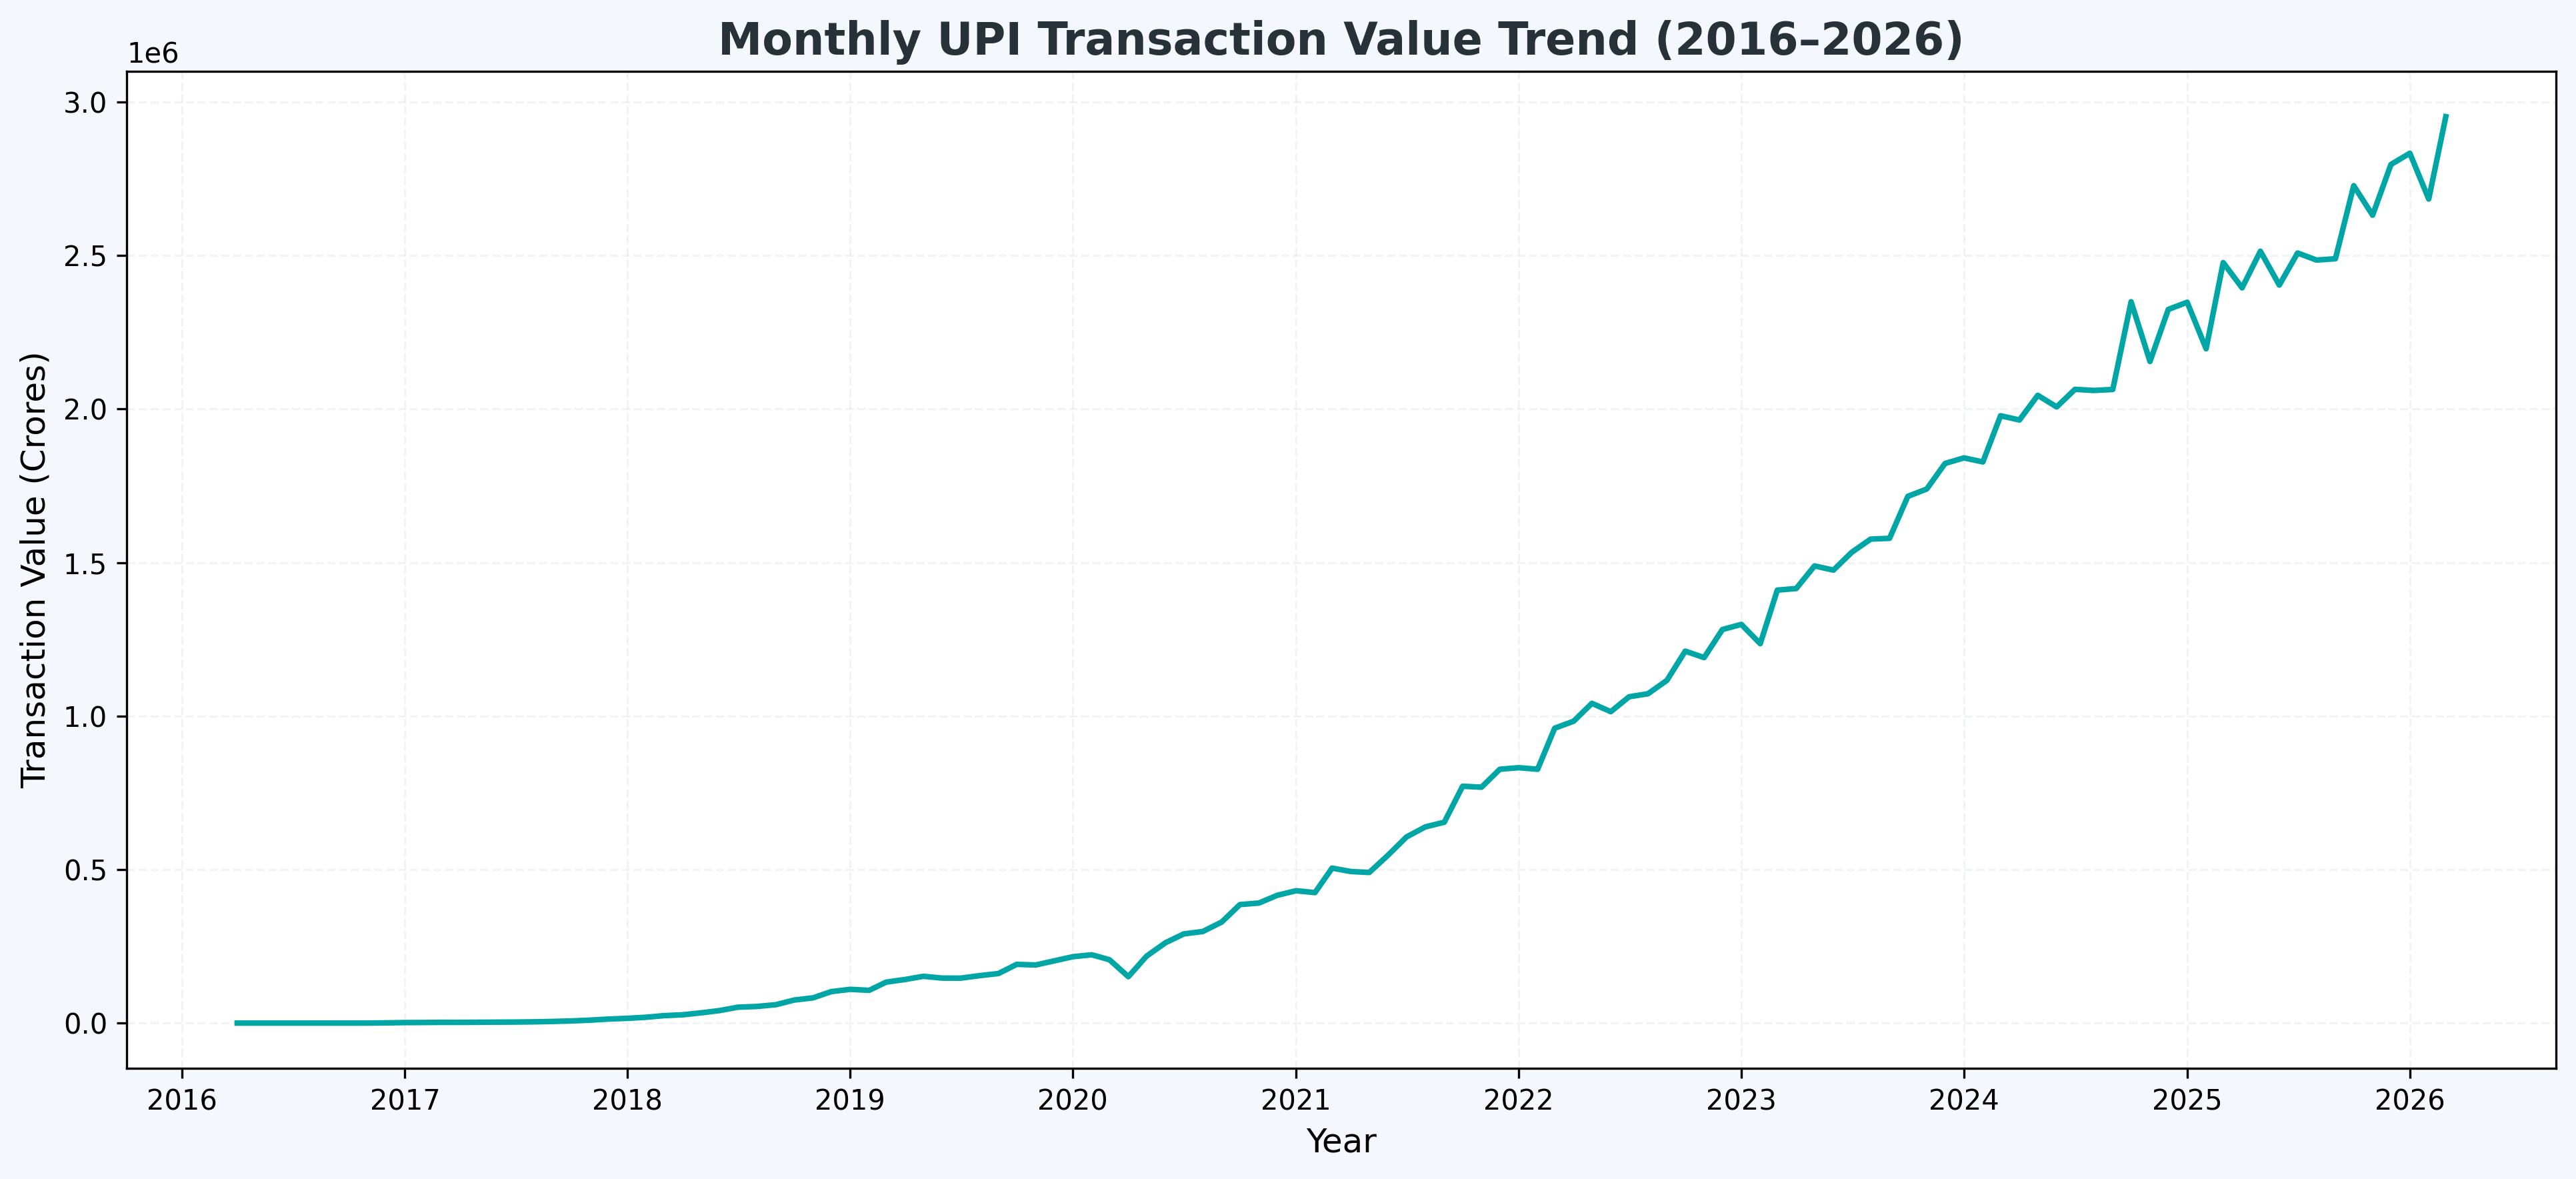 Monthly UPI Transaction Value Trend (2016–2026)
1e6
3.0
2.5
2.0
1.5
1.0
0.5
0.0
Transaction Value (Crores)
2016 2017 2018 2019 2020 2021 2022 2023 2024 2025 2026
Year